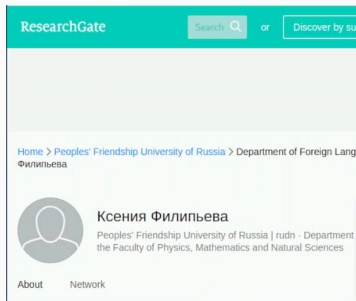 ResearchGate
Search or Discover by su
Home > Peoples' Friendship University of Russia > Department of Foreign Lang
Филипьева
Ксения Филипьева
Peoples' Friendship University of Russia | rudn · Department
the Faculty of Physics, Mathematics and Natural Sciences
About Network